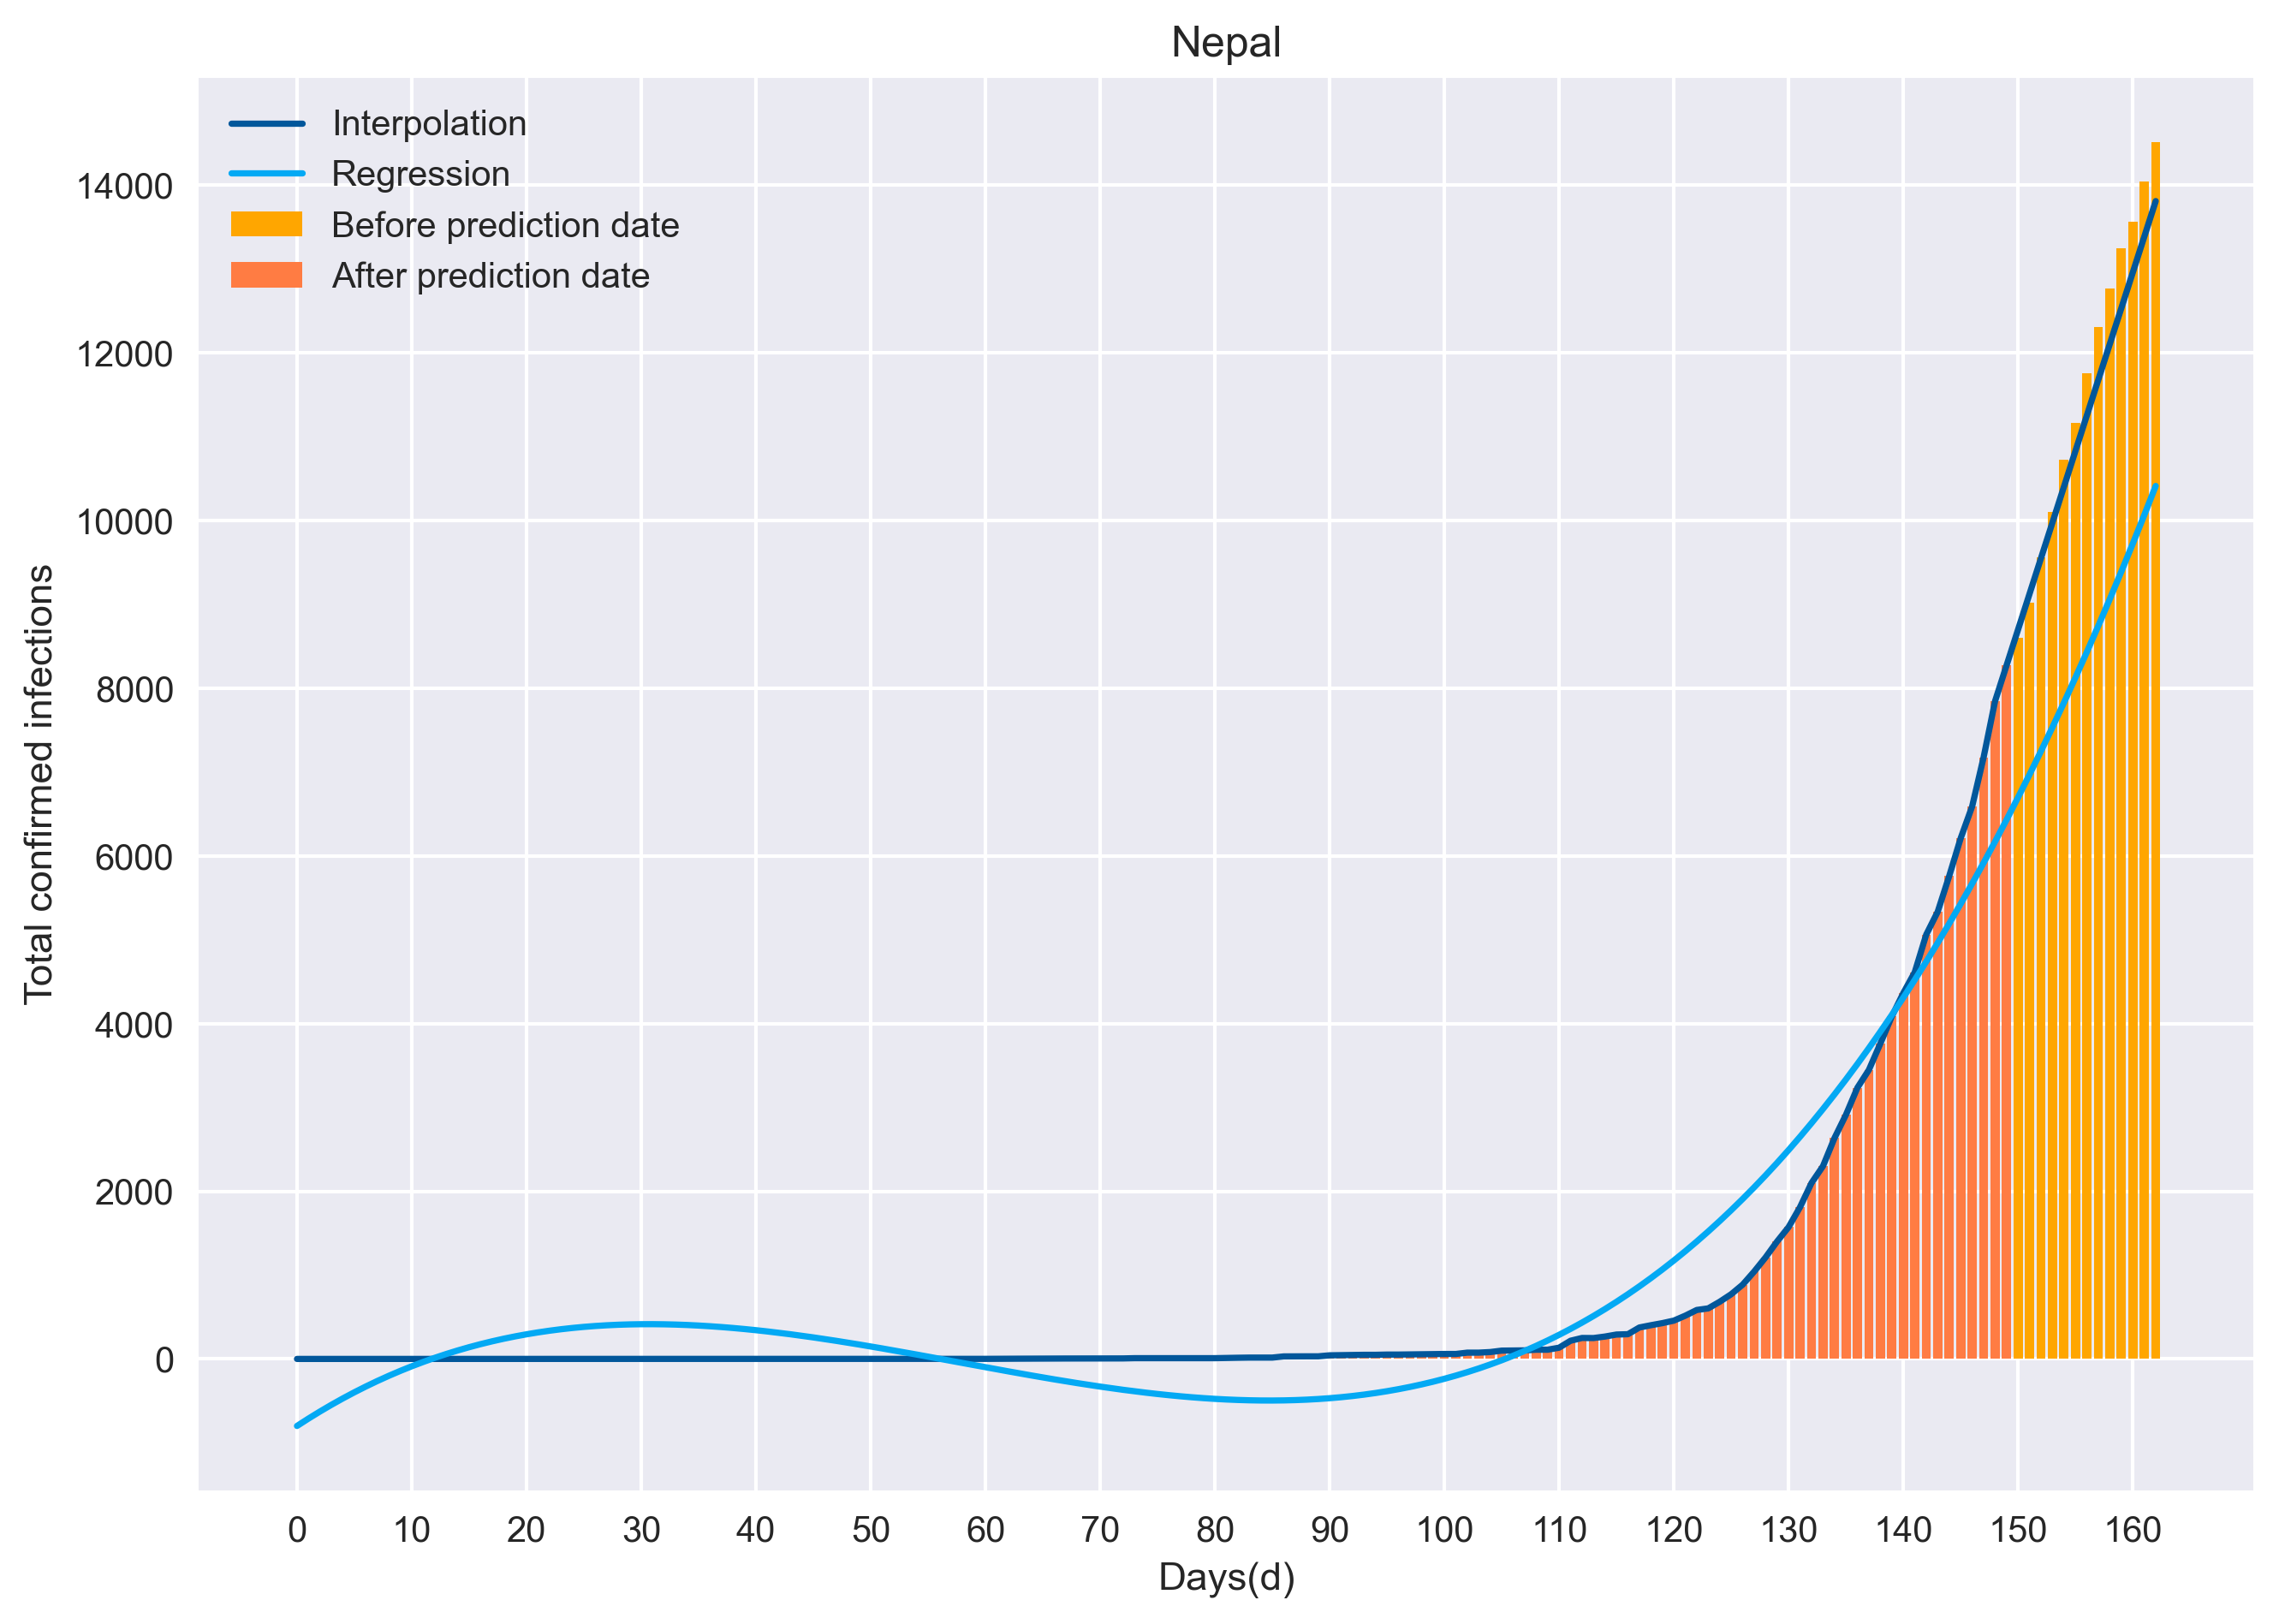 Nepal
Interpolation
Regression
Before prediction date
After prediction date
14000
12000
10000
8000
6000
4000
2000
0
Total confirmed infections
0 10 20 30 40 50 60 70 80 90 100 110 120 130 140 150 160
Days(d)